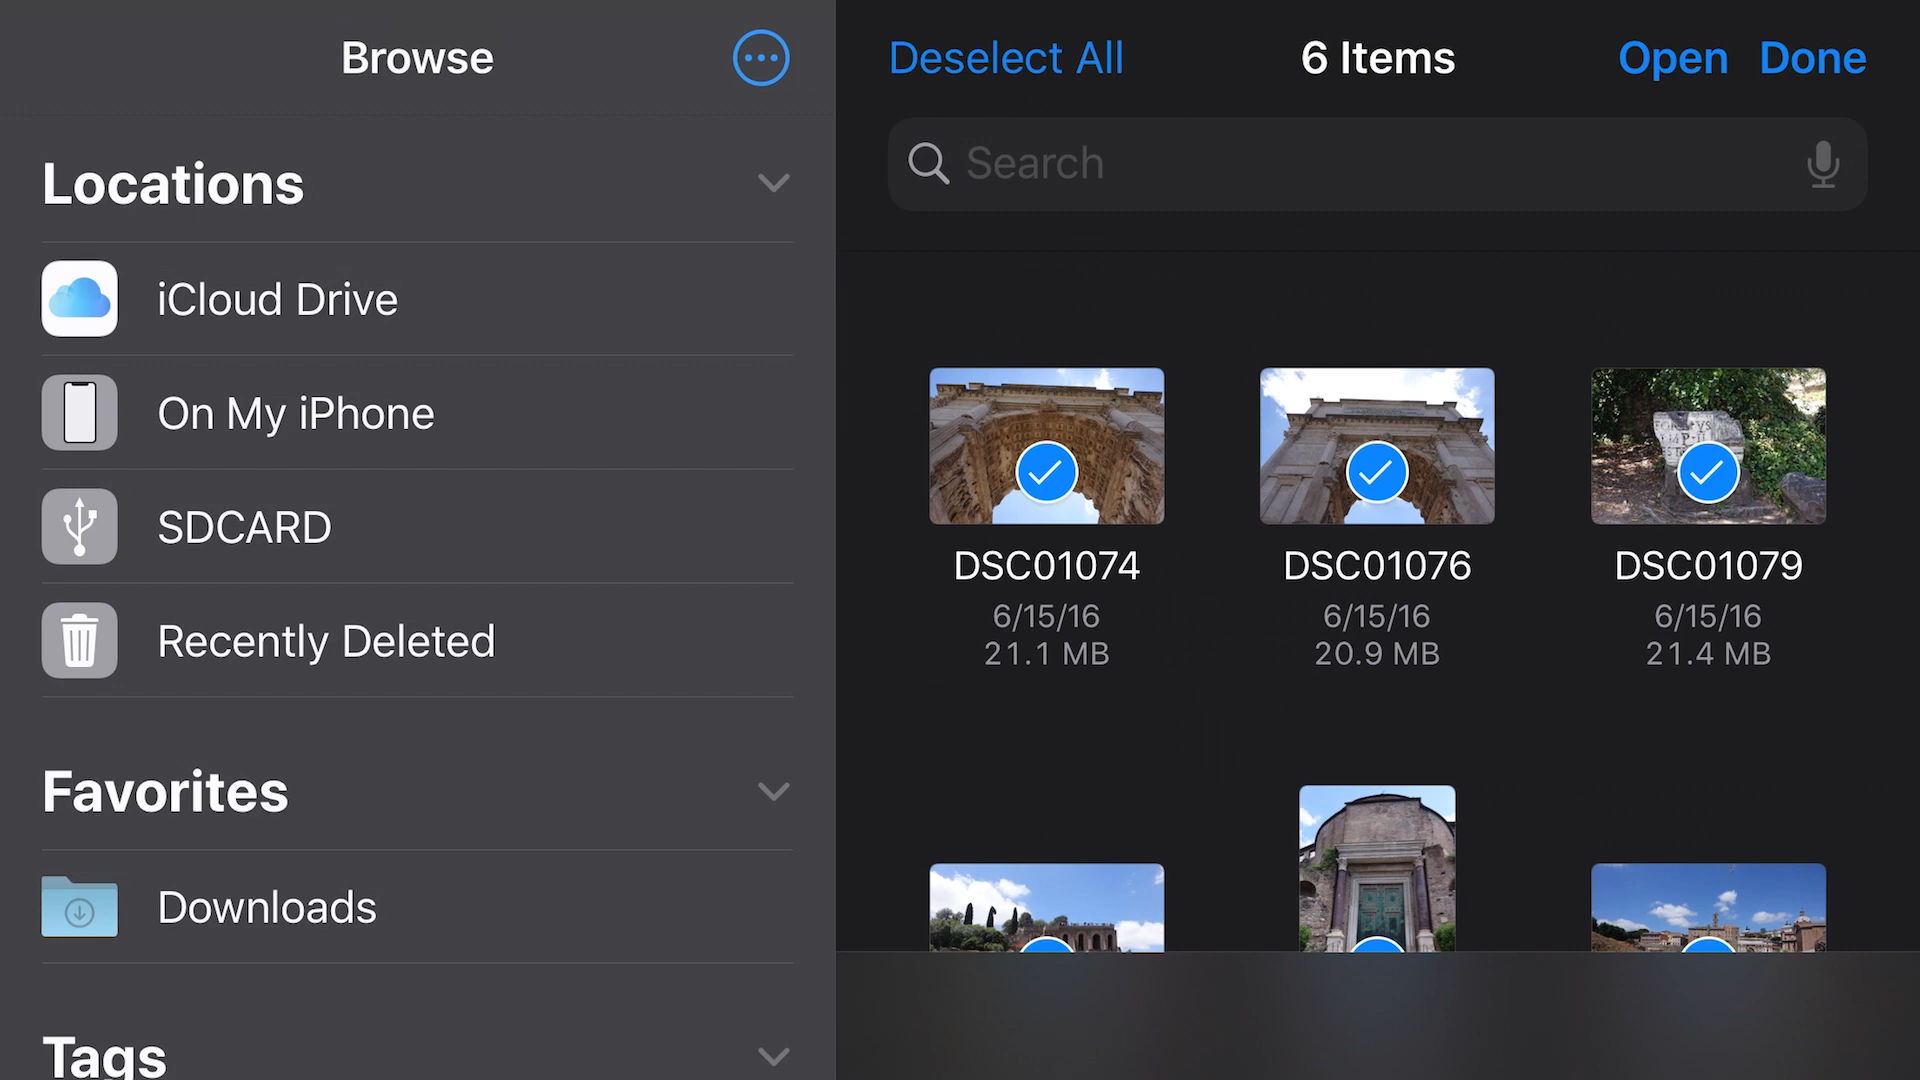 Browse
Locations
iCloud Drive
On My iPhone
SDCARD
Recently Deleted
Favorites
Downloads
Tags
Deselect All
6 Items
Open
Done
Search
DSC01074
6/15/16
21.1 MB
DSC01076
6/15/16
20.9 MB
DSC01079
6/15/16
21.4 MB